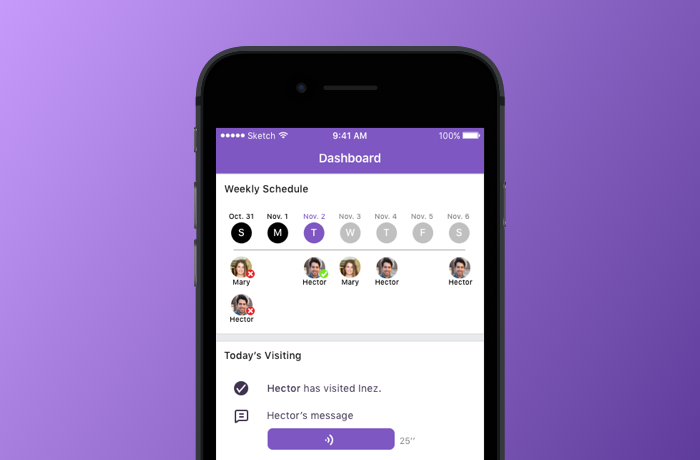 Sketch 9:41 AM 100%
Dashboard
Weekly Schedule
Oct. 31 Nov. 1 Nov. 2 Nov. 3 Nov. 4 Nov. 5 Nov. 6
S M T W T F S
Mary Hector Mary Hector Hector
Hector
Today's Visiting
Hector has visited Inez.
Hector's message
25''